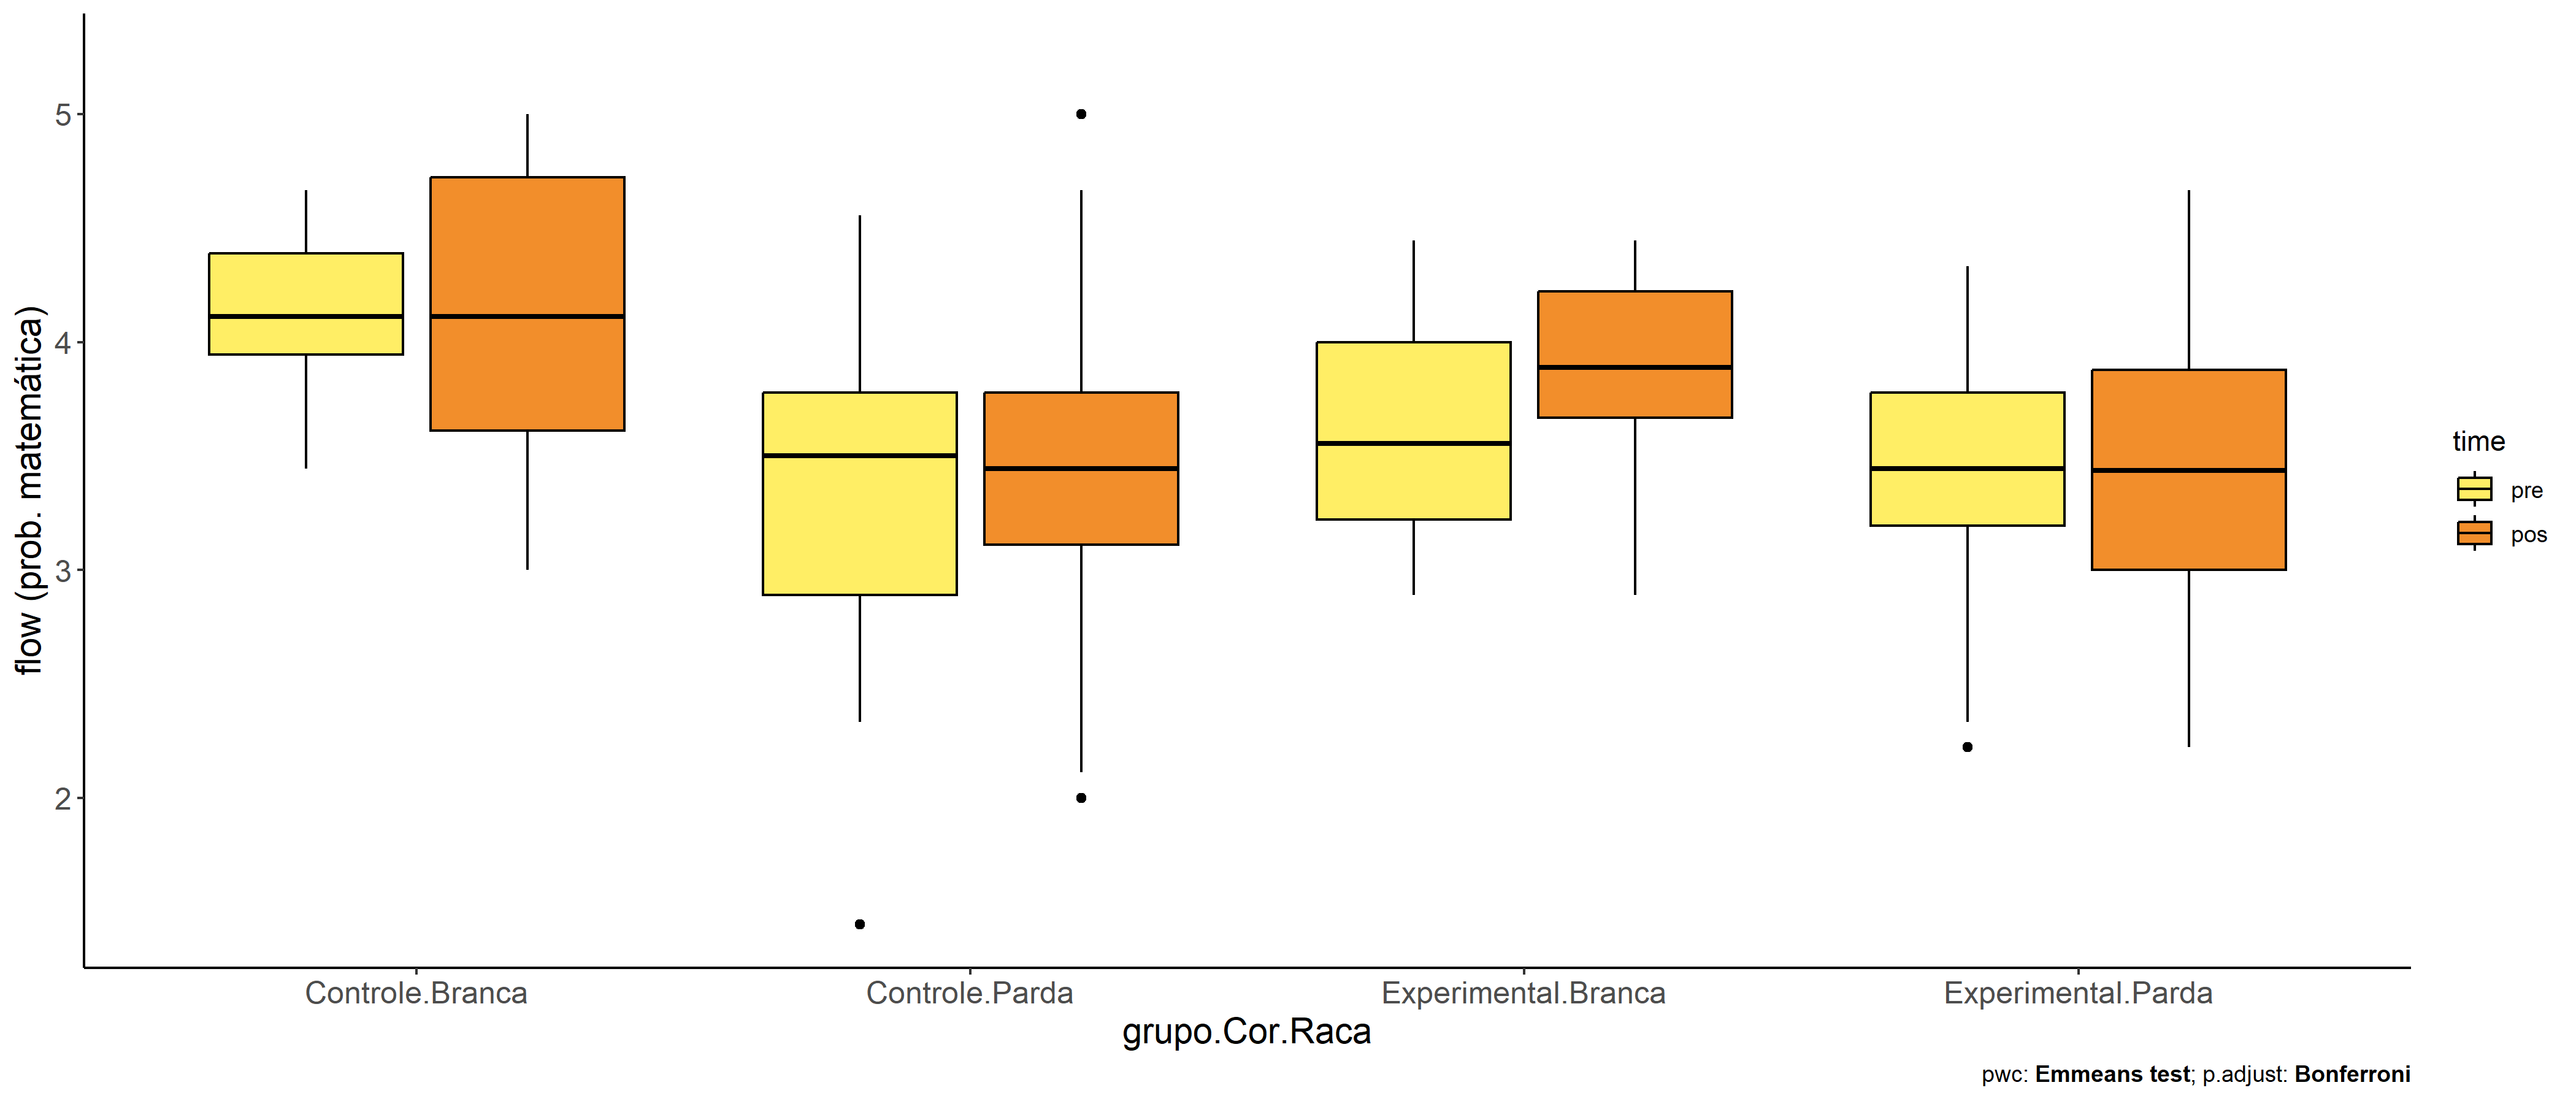 flow (prob. matemática)
5
4
3
2
Controle.Branca
Controle.Parda
Experimental.Branca
Experimental.Parda
grupo.Cor.Raca
time
pre
pos
pwc: Emmeans test; p.adjust: Bonferroni